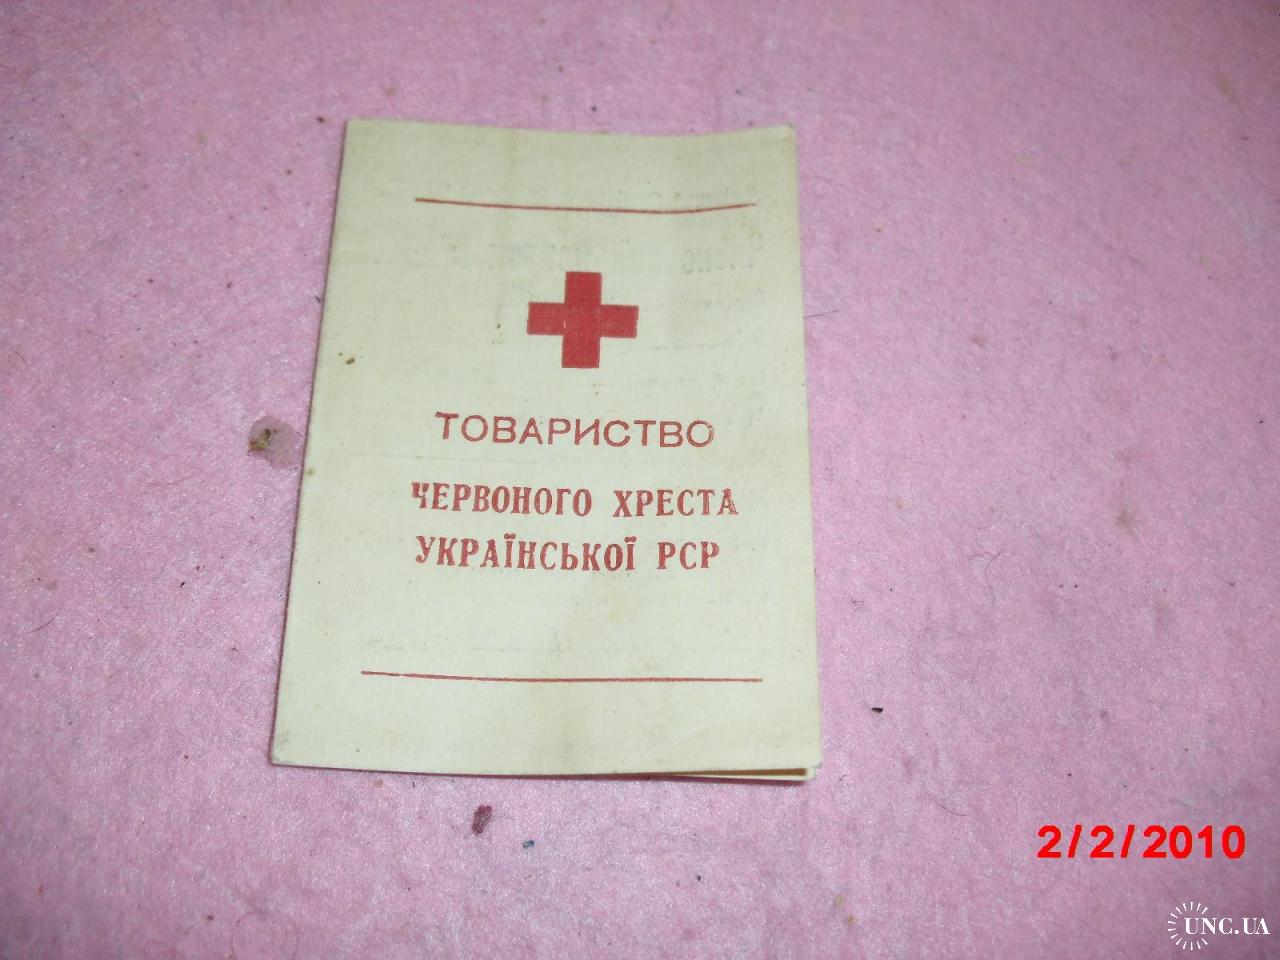 ТОВАРИСТВО
ЧЕРВОНОГО ХРЕСТА
УКРАЇНСЬКОЇ РСР
2/2/2010
UNC.UA